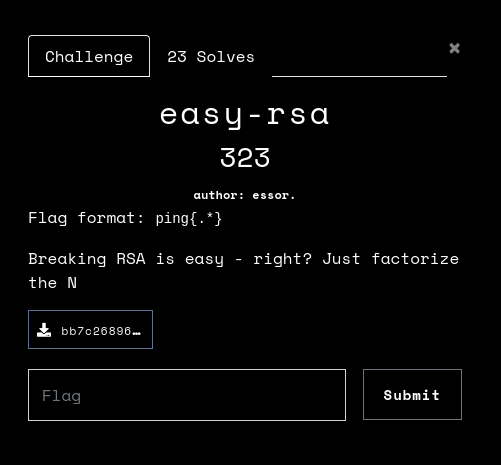 Challenge
23 Solves
×
easy-rsa
323
author: essor.
Flag format: ping{.*}
Breaking RSA is easy - right? Just factorize
the N
bb7c26896…
Flag
Submit